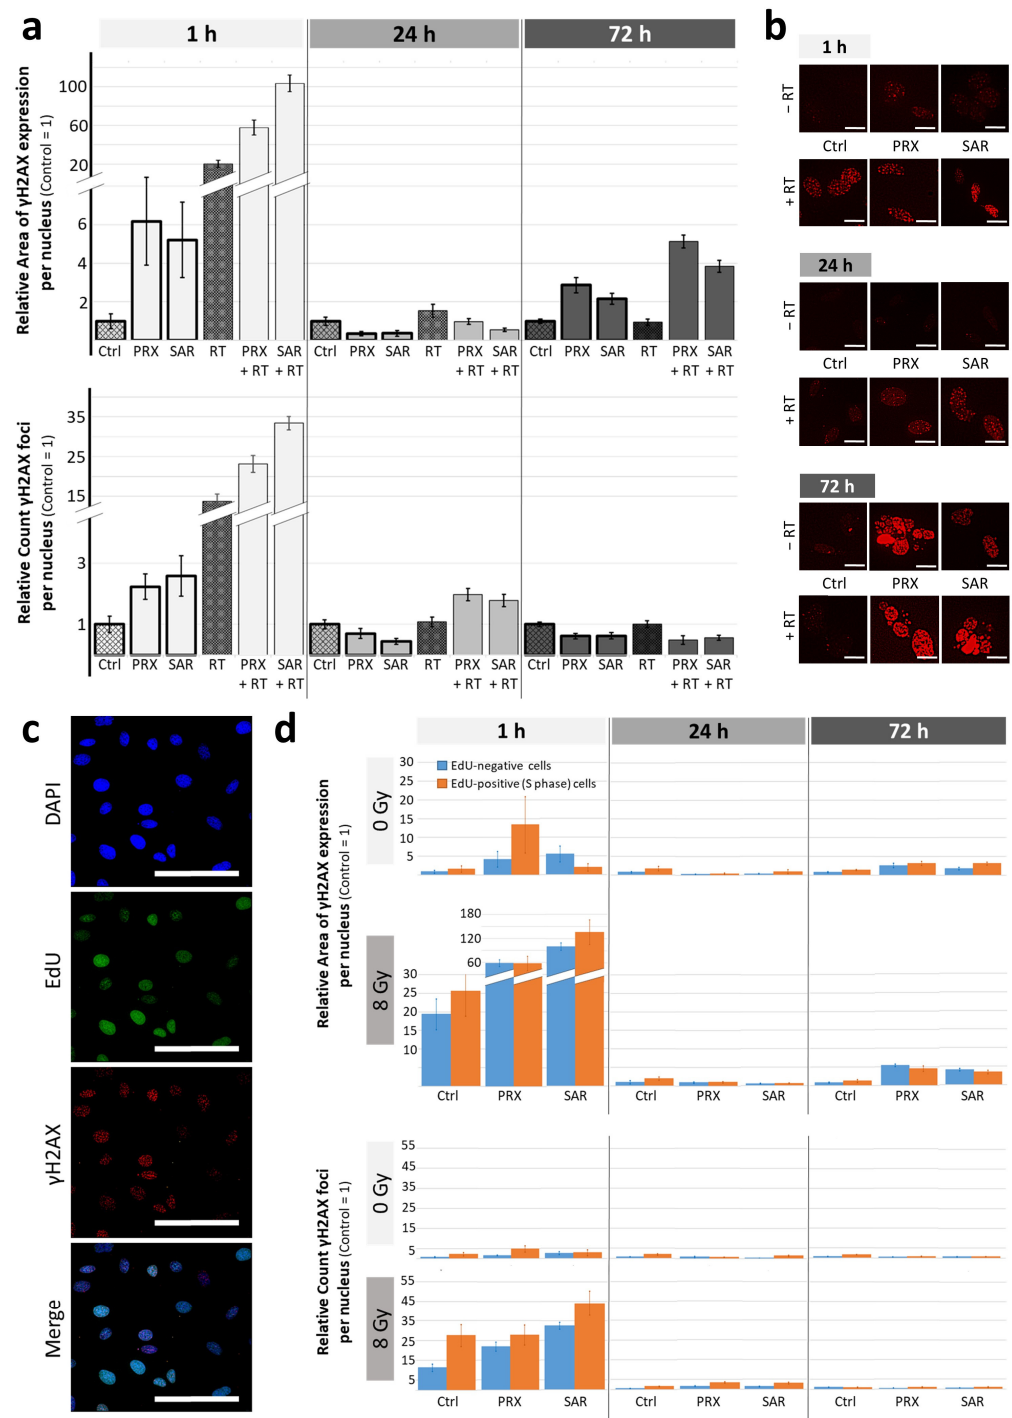 a
1 h
24 h
72 h
Relative Area of γH2AX expression
per nucleus (Control = 1)
100
60
20
6
4
2
Ctrl PRX SAR RT PRX + RT SAR + RT
Ctrl PRX SAR RT PRX + RT SAR + RT
Ctrl PRX SAR RT PRX + RT SAR + RT
Relative Count γH2AX foci
per nucleus (Control = 1)
35
25
15
3
1
Ctrl PRX SAR RT PRX + RT SAR + RT
Ctrl PRX SAR RT PRX + RT SAR + RT
Ctrl PRX SAR RT PRX + RT SAR + RT
b
1 h
– RT
Ctrl PRX SAR
+ RT
24 h
– RT
Ctrl PRX SAR
+ RT
72 h
– RT
Ctrl PRX SAR
+ RT
c
DAPI
EdU
γH2AX
Merge
d
1 h
24 h
72 h
Relative Area of γH2AX expression
per nucleus (Control = 1)
0 Gy
30
25
20
15
10
5
EdU-negative cells
EdU-positive (S phase) cells
8 Gy
180
120
60
30
25
20
15
10
Ctrl PRX SAR
Ctrl PRX SAR
Ctrl PRX SAR
Relative Count γH2AX foci
per nucleus (Control = 1)
0 Gy
55
45
35
25
15
5
8 Gy
55
45
35
25
15
5
Ctrl PRX SAR
Ctrl PRX SAR
Ctrl PRX SAR